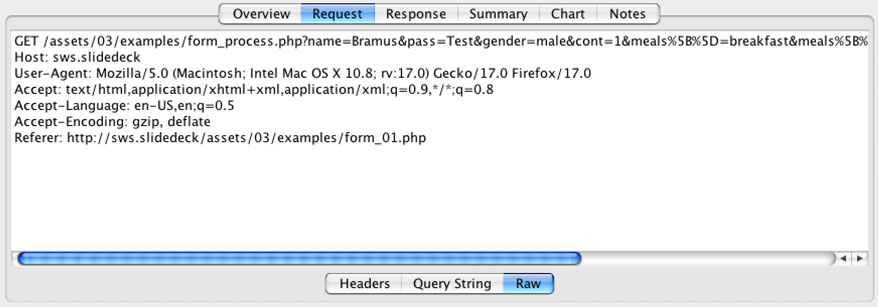 Overview Request Response Summary Chart Notes
GET /assets/03/examples/form_process.php?name=Bramus&pass=Test&gender=male&cont=1&meals%5B%5D=breakfast&meals%5B%
Host: sws.slidedeck
User-Agent: Mozilla/5.0 (Macintosh; Intel Mac OS X 10.8; rv:17.0) Gecko/17.0 Firefox/17.0
Accept: text/html,application/xhtml+xml,application/xml;q=0.9,*/*;q=0.8
Accept-Language: en-US,en;q=0.5
Accept-Encoding: gzip, deflate
Referer: http://sws.slidedeck/assets/03/examples/form_01.php
Headers Query String Raw